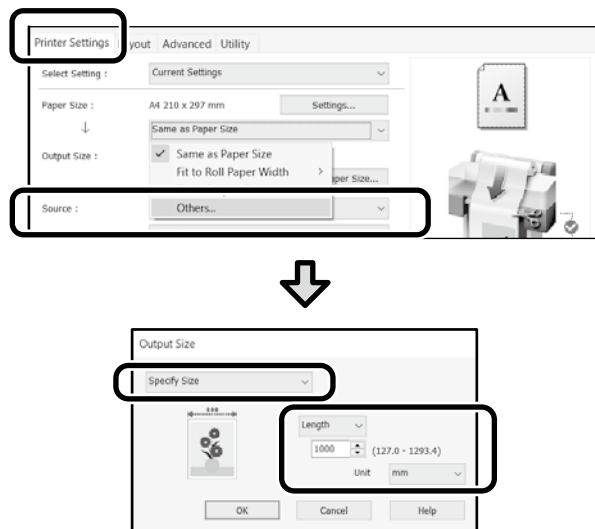 Printer Settings yout Advanced Utility
Select Setting : Current Settings
Paper Size : A4 210 x 297 mm Settings...
Same as Paper Size
Output Size : Same as Paper Size
Fit to Roll Paper Width
per Size...
Source : Others...
A
Output Size
Specify Size
Length
1000 (127.0 - 1293.4)
Unit mm
OK Cancel Help